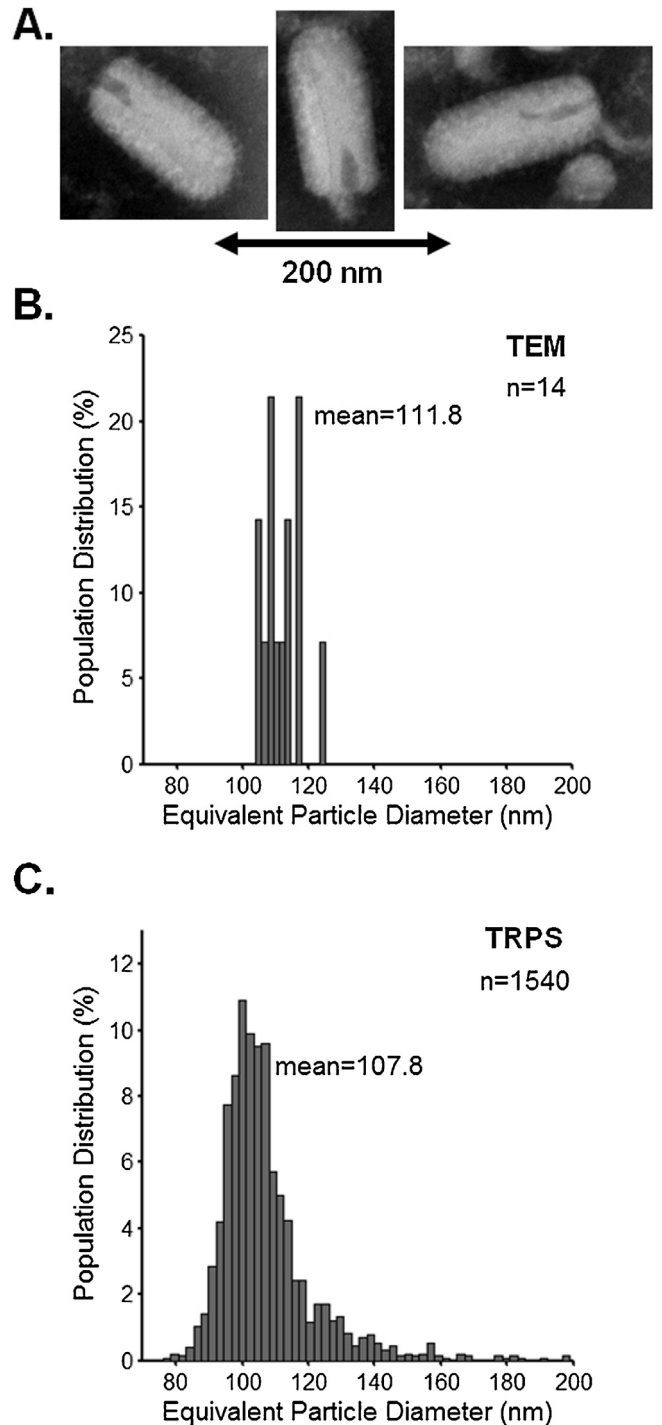 A.
200 nm
B.
TEM
n=14
mean=111.8
25
20
15
10
5
0
Population Distribution (%)
80 100 120 140 160 180 200
Equivalent Particle Diameter (nm)
C.
TRPS
n=1540
mean=107.8
12
10
8
6
4
2
0
Population Distribution (%)
80 100 120 140 160 180 200
Equivalent Particle Diameter (nm)